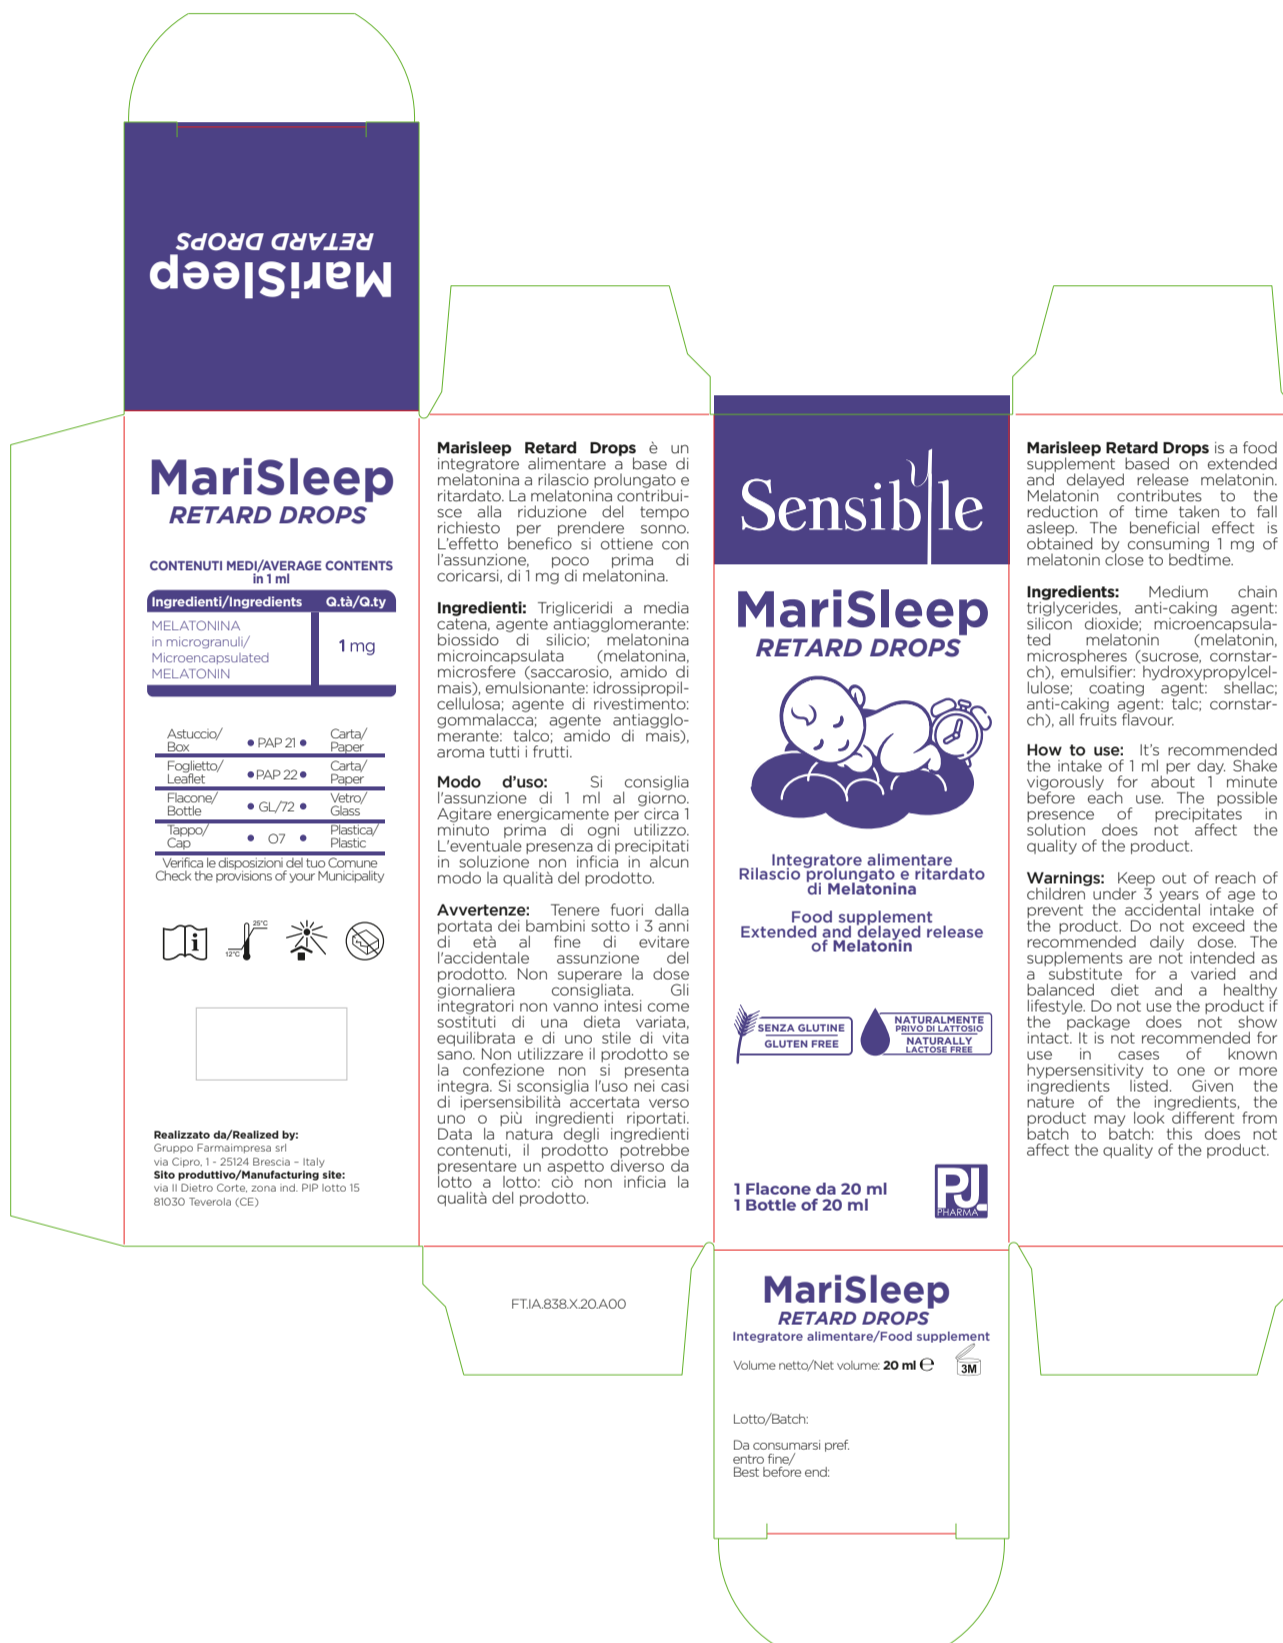 MariSleep
RETARD DROPS
MariSleep
RETARD DROPS
CONTENUTI MEDI/AVERAGE CONTENTS
in 1 ml
Ingredienti/Ingredients Q.tà/Q.ty
MELATONINA
in microgranuli/
Microencapsulated
MELATONIN
1 mg
Astuccio/
Box
• PAP 21 •
Carta/
Paper
Foglietto/
Leaflet
• PAP 22 •
Carta/
Paper
Flacone/
Bottle
• GL/72 •
Vetro/
Glass
Tappo/
Cap
• O7 •
Plastica/
Plastic
Verifica le disposizioni del tuo Comune
Check the provisions of your Municipality
i
25°C
12°C
Realizzato da/Realized by:
Gruppo Farmaimpresa srl
via Cipro, 1 - 25124 Brescia – Italy
Sito produttivo/Manufacturing site:
via II Dietro Corte, zona ind. PIP lotto 15
81030 Teverola (CE)
Marisleep Retard Drops è un
integratore alimentare a base di
melatonina a rilascio prolungato e
ritardato. La melatonina contribui-
sce alla riduzione del tempo
richiesto per prendere sonno.
L'effetto benefico si ottiene con
l'assunzione, poco prima di
coricarsi, di 1 mg di melatonina.
Ingredienti: Trigliceridi a media
catena, agente antiagglomerante:
biossido di silicio; melatonina
microincapsulata (melatonina,
microsfere (saccarosio, amido di
mais), emulsionante: idrossipropil-
cellulosa; agente di rivestimento:
gommalacca; agente antiagglo-
merante: talco; amido di mais),
aroma tutti i frutti.
Modo d'uso: Si consiglia
l'assunzione di 1 ml al giorno.
Agitare energicamente per circa 1
minuto prima di ogni utilizzo.
L'eventuale presenza di precipitati
in soluzione non inficia in alcun
modo la qualità del prodotto.
Avvertenze: Tenere fuori dalla
portata dei bambini sotto i 3 anni
di età al fine di evitare
l'accidentale assunzione del
prodotto. Non superare la dose
giornaliera consigliata. Gli
integratori non vanno intesi come
sostituti di una dieta variata,
equilibrata e di uno stile di vita
sano. Non utilizzare il prodotto se
la confezione non si presenta
integra. Si sconsiglia l'uso nei casi
di ipersensibilità accertata verso
uno o più ingredienti riportati.
Data la natura degli ingredienti
contenuti, il prodotto potrebbe
presentare un aspetto diverso da
lotto a lotto: ciò non inficia la
qualità del prodotto.
FT.IA.838.X.20.A00
Sensibyle
MariSleep
RETARD DROPS
Integratore alimentare
Rilascio prolungato e ritardato
di Melatonina
Food supplement
Extended and delayed release
of Melatonin
SENZA GLUTINE
GLUTEN FREE
NATURALMENTE
PRIVO DI LATTOSIO
NATURALLY
LACTOSE FREE
1 Flacone da 20 ml
1 Bottle of 20 ml
PJ
PHARMA
MariSleep
RETARD DROPS
Integratore alimentare/Food supplement
Volume netto/Net volume: 20 ml ℮
3M
Lotto/Batch:
Da consumarsi pref.
entro fine/
Best before end:
Marisleep Retard Drops is a food
supplement based on extended
and delayed release melatonin.
Melatonin contributes to the
reduction of time taken to fall
asleep. The beneficial effect is
obtained by consuming 1 mg of
melatonin close to bedtime.
Ingredients: Medium chain
triglycerides, anti-caking agent:
silicon dioxide; microencapsula-
ted melatonin (melatonin,
microspheres (sucrose, cornstar-
ch), emulsifier: hydroxypropylcel-
lulose; coating agent: shellac;
anti-caking agent: talc; cornstar-
ch), all fruits flavour.
How to use: It's recommended
the intake of 1 ml per day. Shake
vigorously for about 1 minute
before each use. The possible
presence of precipitates in
solution does not affect the
quality of the product.
Warnings: Keep out of reach of
children under 3 years of age to
prevent the accidental intake of
the product. Do not exceed the
recommended daily dose. The
supplements are not intended as
a substitute for a varied and
balanced diet and a healthy
lifestyle. Do not use the product if
the package does not show
intact. It is not recommended for
use in cases of known
hypersensitivity to one or more
ingredients listed. Given the
nature of the ingredients, the
product may look different from
batch to batch: this does not
affect the quality of the product.